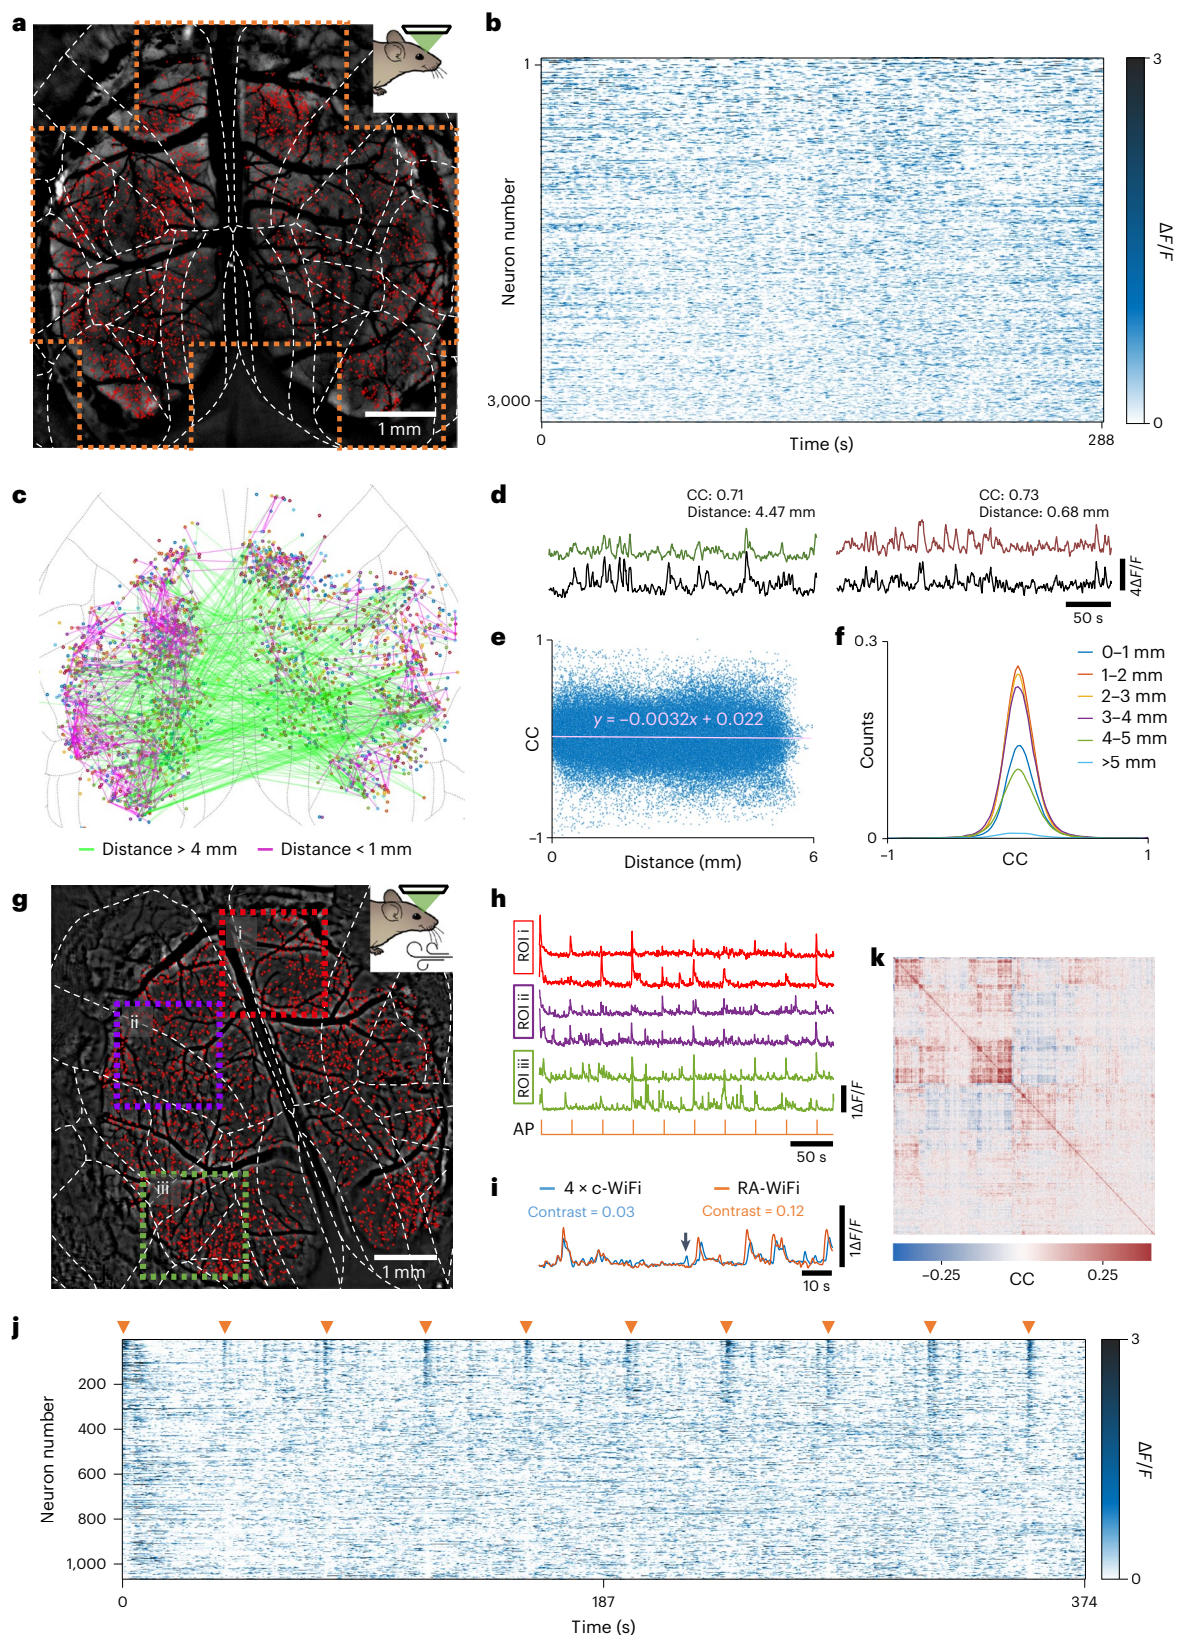 a
1 mm
b
1
3,000
Neuron number
0
Time (s)
288
3
0
ΔF/F
c
Distance > 4 mm
Distance < 1 mm
d
CC: 0.71
Distance: 4.47 mm
CC: 0.73
Distance: 0.68 mm
4ΔF/F
50 s
e
1
CC
y = −0.0032x + 0.022
−1
0
Distance (mm)
6
f
0.3
Counts
0
−1
CC
1
0–1 mm
1–2 mm
2–3 mm
3–4 mm
4–5 mm
>5 mm
g
i
ii
iii
1 mm
h
ROI i
ROI ii
ROI iii
AP
1ΔF/F
50 s
i
4 × c-WiFi
RA-WiFi
Contrast = 0.03
Contrast = 0.12
1ΔF/F
10 s
k
−0.25
CC
0.25
j
200
400
600
800
1,000
Neuron number
0
187
374
Time (s)
3
0
ΔF/F